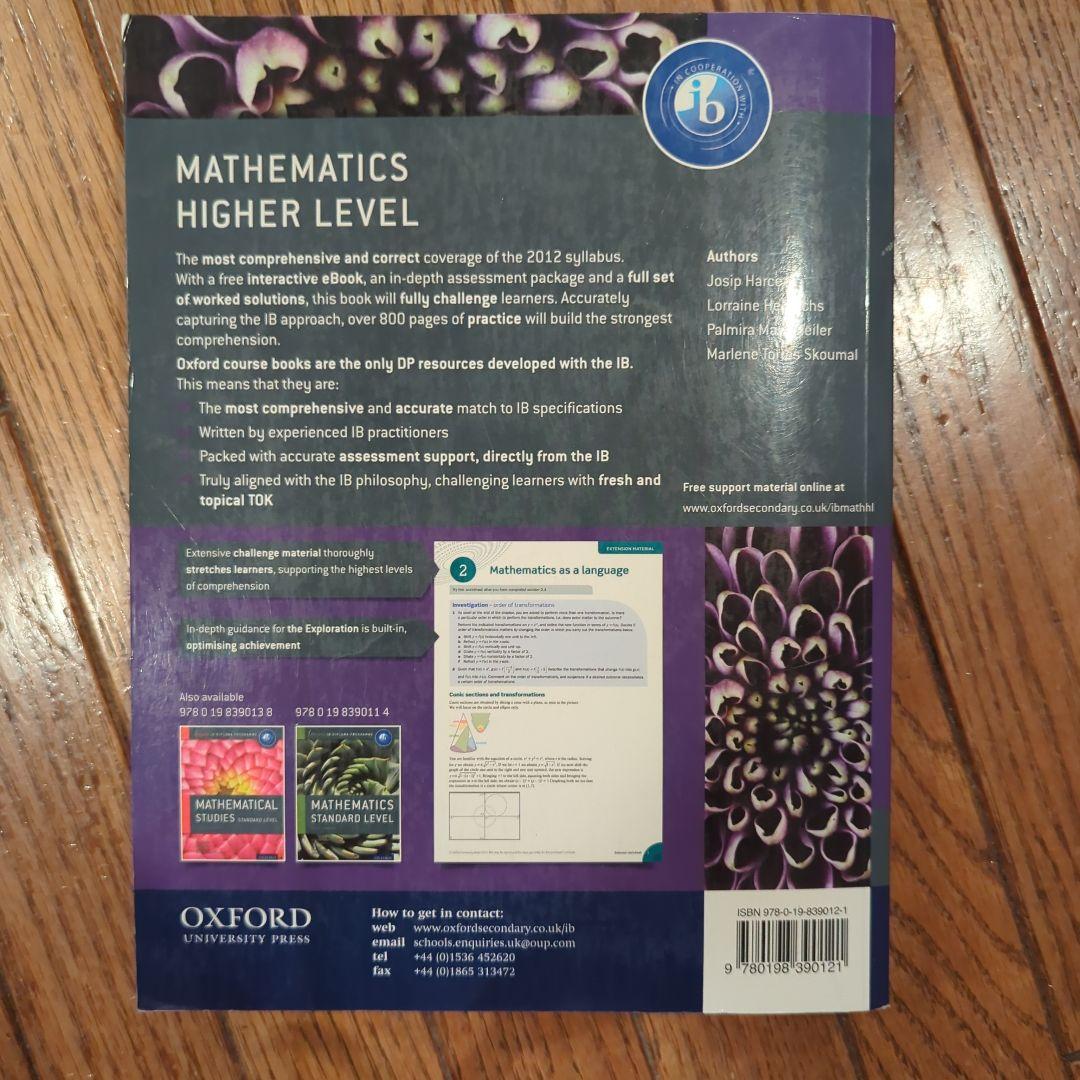 IN COOPERATION WITH
ib
MATHEMATICS
HIGHER LEVEL
The most comprehensive and correct coverage of the 2012 syllabus.
With a free interactive eBook, an in-depth assessment package and a full set
of worked solutions, this book will fully challenge learners. Accurately
capturing the IB approach, over 800 pages of practice will build the strongest
comprehension.
Oxford course books are the only DP resources developed with the IB.
This means that they are:
The most comprehensive and accurate match to IB specifications
Written by experienced IB practitioners
Packed with accurate assessment support, directly from the IB
Truly aligned with the IB philosophy, challenging learners with fresh and
topical TOK
Authors
Josip
Lorraine
Palmira
Marlene Skoumal
Free support material online at
www.oxfordsecondary.co.uk/ibmathhl
Extensive challenge material thoroughly
stretches learners, supporting the highest levels
of comprehension
In-depth guidance for the Exploration is built-in,
optimising achievement
EXTENSION MATERIAL
2 Mathematics as a language
Investigation - order of transformations
Conic sections and transformations
Also available
978 0 19 839013 8 978 0 19 839011 4
MATHEMATICAL
STUDIES STANDARD LEVEL
MATHEMATICS
STANDARD LEVEL
OXFORD
UNIVERSITY PRESS
How to get in contact:
web www.oxfordsecondary.co.uk/ib
email schools.enquiries.uk@oup.com
tel +44 (0)1536 452620
fax +44 (0)1865 313472
ISBN 978-0-19-839012-1
9 780198 390121